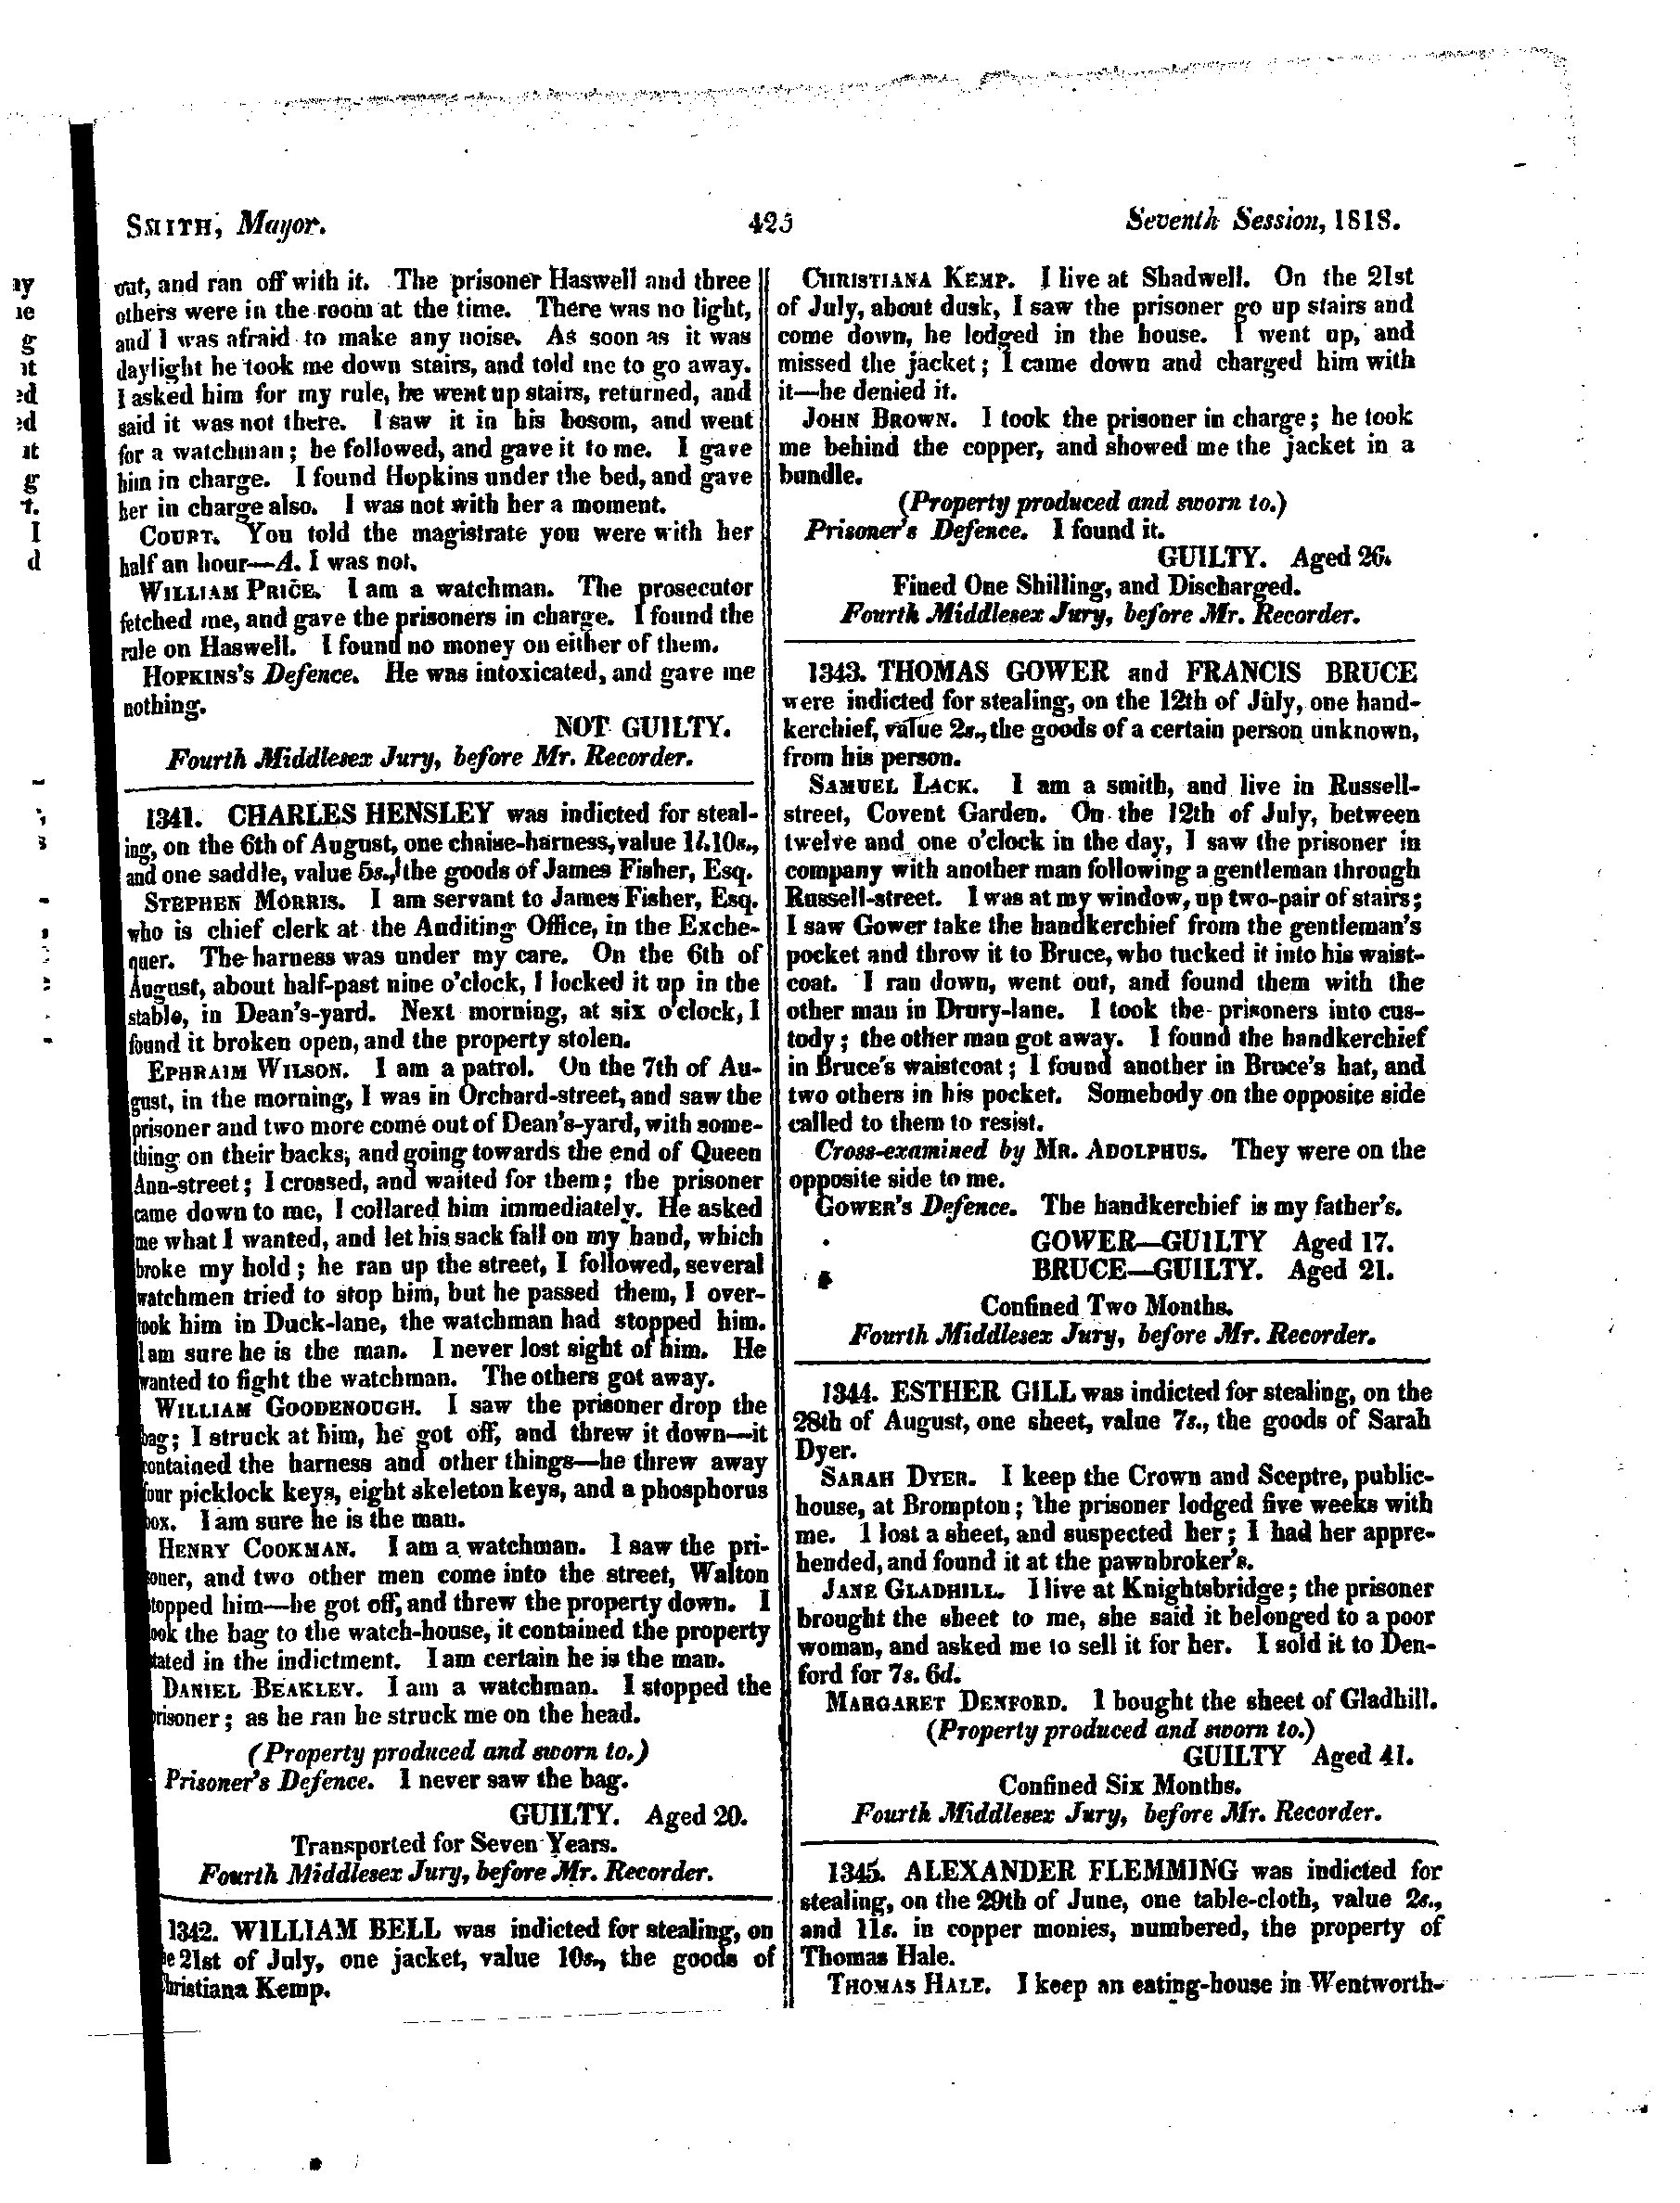 SMITH, Mayor.
425
Seventh Session, 1818.
out, and ran off with it. The prisoner Haswell and three
others were in the room at the time. There was no light,
and I was afraid to make any noise. As soon as it was
daylight he took me down stairs, and told me to go away.
I asked him for my rule, he went up stairs, returned, and
said it was not there. I saw it in his bosom, and went
for a watchman; he followed, and gave it to me. I gave
him in charge. I found Hopkins under the bed, and gave
her in charge also. I was not with her a moment.
COURT. You told the magistrate you were with her
half an hour—A. I was not.
WILLIAM PRICE. I am a watchman. The prosecutor
fetched me, and gave the prisoners in charge. I found the
rule on Haswell. I found no money on either of them.
HOPKINS'S Defence. He was intoxicated, and gave me
nothing.
NOT GUILTY.
Fourth Middlesex Jury, before Mr. Recorder.
1341. CHARLES HENSLEY was indicted for steal-
ing, on the 6th of August, one chaise-harness, value 1l. 10s.,
and one saddle, value 5s., the goods of James Fisher, Esq.
STEPHEN MORRIS. I am servant to James Fisher, Esq.
who is chief clerk at the Auditing Office, in the Exche-
quer. The harness was under my care. On the 6th of
August, about half-past nine o'clock, I locked it up in the
stable, in Dean's-yard. Next morning, at six o'clock, I
found it broken open, and the property stolen.
EPHRAIM WILSON. I am a patrol. On the 7th of Au-
gust, in the morning, I was in Orchard-street, and saw the
prisoner and two more come out of Dean's-yard, with some-
thing on their backs, and going towards the end of Queen
Ann-street; I crossed, and waited for them; the prisoner
came down to me, I collared him immediately. He asked
me what I wanted, and let his sack fall on my hand, which
broke my hold; he ran up the street, I followed, several
watchmen tried to stop him, but he passed them, I over-
took him in Duck-lane, the watchman had stopped him.
I am sure he is the man. I never lost sight of him. He
wanted to fight the watchman. The others got away.
WILLIAM GOODENOUGH. I saw the prisoner drop the
bag; I struck at him, he got off, and threw it down—it
contained the harness and other things—he threw away
four picklock keys, eight skeleton keys, and a phosphorus
box. I am sure he is the man.
HENRY COOKMAN. I am a watchman. I saw the pri-
soner, and two other men come into the street, Walton
stopped him—he got off, and threw the property down. I
took the bag to the watch-house, it contained the property
stated in the indictment. I am certain he is the man.
DANIEL BEAKLEY. I am a watchman. I stopped the
prisoner; as he ran he struck me on the head.
(Property produced and sworn to.)
Prisoner's Defence. I never saw the bag.
GUILTY. Aged 20.
Transported for Seven Years.
Fourth Middlesex Jury, before Mr. Recorder.
1342. WILLIAM BELL was indicted for stealing, on
the 21st of July, one jacket, value 10s., the goods of
Christiana Kemp.
CHRISTIANA KEMP. I live at Shadwell. On the 21st
of July, about dusk, I saw the prisoner go up stairs and
come down, he lodged in the house. I went up, and
missed the jacket; I came down and charged him with
it—he denied it.
JOHN BROWN. I took the prisoner in charge; he took
me behind the copper, and showed me the jacket in a
bundle.
(Property produced and sworn to.)
Prisoner's Defence. I found it.
GUILTY. Aged 26.
Fined One Shilling, and Discharged.
Fourth Middlesex Jury, before Mr. Recorder.
1343. THOMAS GOWER and FRANCIS BRUCE
were indicted for stealing, on the 12th of July, one hand-
kerchief, value 2s., the goods of a certain person unknown,
from his person.
SAMUEL LACK. I am a smith, and live in Russell-
street, Covent Garden. On the 12th of July, between
twelve and one o'clock in the day, I saw the prisoner in
company with another man following a gentleman through
Russell-street. I was at my window, up two-pair of stairs;
I saw Gower take the handkerchief from the gentleman's
pocket and throw it to Bruce, who tucked it into his waist-
coat. I ran down, went out, and found them with the
other man in Drury-lane. I took the prisoners into cus-
tody; the other man got away. I found the handkerchief
in Bruce's waistcoat; I found another in Bruce's hat, and
two others in his pocket. Somebody on the opposite side
called to them to resist.
Cross-examined by MR. ADOLPHUS. They were on the
opposite side to me.
GOWER'S Defence. The handkerchief is my father's.
GOWER—GUILTY Aged 17.
BRUCE—GUILTY. Aged 21.
Confined Two Months.
Fourth Middlesex Jury, before Mr. Recorder.
1344. ESTHER GILL was indicted for stealing, on the
28th of August, one sheet, value 7s., the goods of Sarah
Dyer.
SARAH DYER. I keep the Crown and Sceptre, public-
house, at Brompton; the prisoner lodged five weeks with
me. I lost a sheet, and suspected her; I had her appre-
hended, and found it at the pawnbroker's.
JANE GLADHILL. I live at Knightsbridge; the prisoner
brought the sheet to me, she said it belonged to a poor
woman, and asked me to sell it for her. I sold it to Den-
ford for 7s. 6d.
MARGARET DENFORD. I bought the sheet of Gladhill.
(Property produced and sworn to.)
GUILTY Aged 41.
Confined Six Months.
Fourth Middlesex Jury, before Mr. Recorder.
1345. ALEXANDER FLEMMING was indicted for
stealing, on the 29th of June, one table-cloth, value 2s.,
and 11s. in copper monies, numbered, the property of
Thomas Hale.
THOMAS HALE. I keep an eating-house in Wentworth-